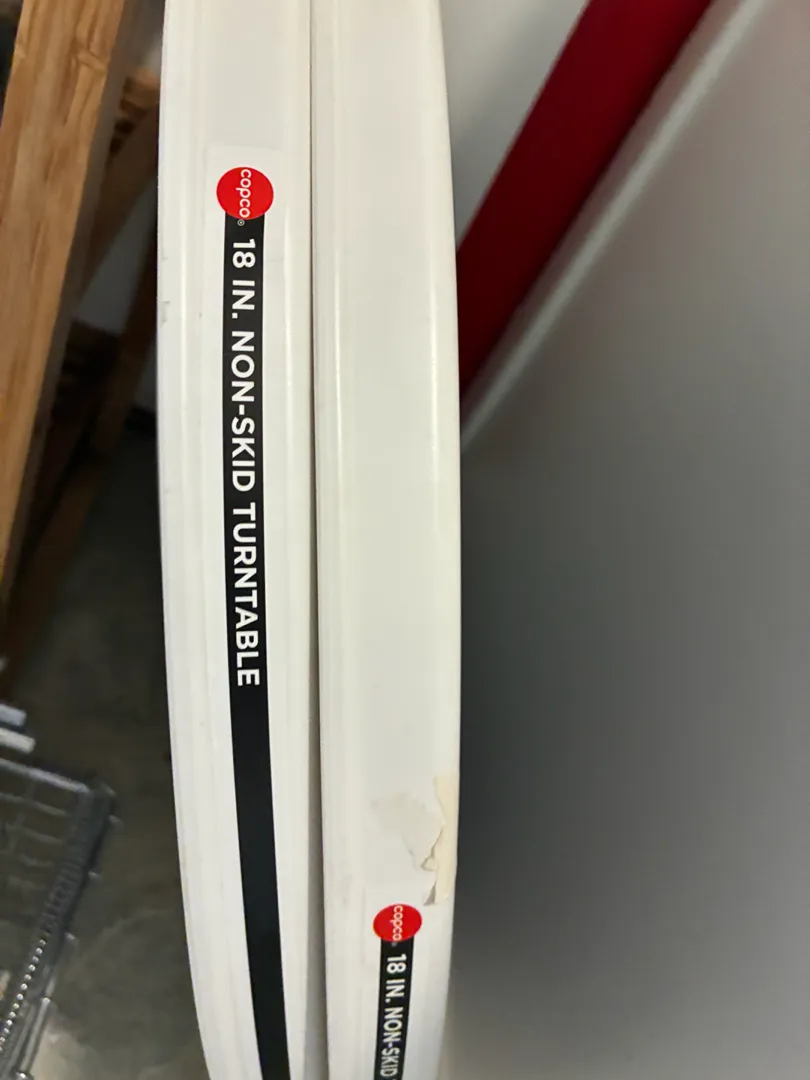 copco®
18 IN. NON-SKID TURNTABLE
copco
18 IN. NON-SKID